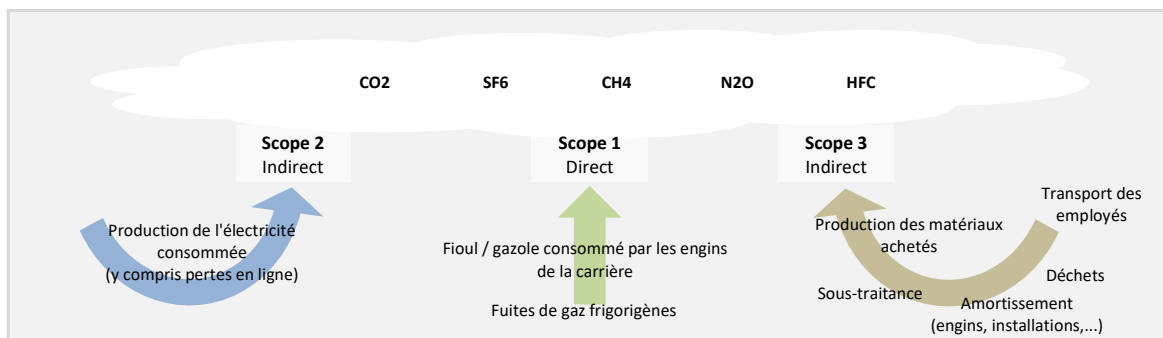 CO2 SF6 CH4 N2O HFC
Scope 2
Indirect
Scope 1
Direct
Scope 3
Indirect
Production de l'électricité
consommée
(y compris pertes en ligne)
Fioul / gazole consommé par les engins
de la carrière
Fuites de gaz frigorigènes
Transport des
employés
Production des matériaux
achetés
Déchets
Sous-traitance
Amortissement
(engins, installations,...)